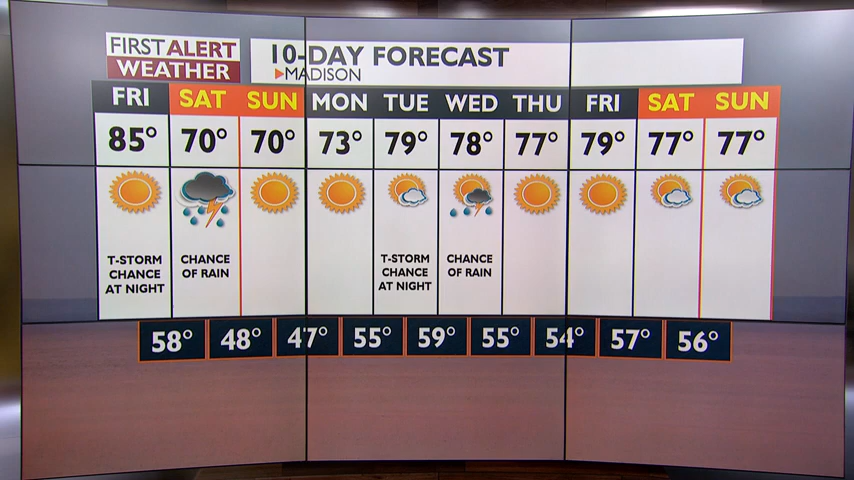 FIRST ALERT
WEATHER
10-DAY FORECAST
MADISON
FRI SAT SUN MON TUE WED THU FRI SAT SUN
85° 70° 70° 73° 79° 78° 77° 79° 77° 77°
T-STORM
CHANCE
AT NIGHT
CHANCE
OF RAIN
T-STORM
CHANCE
AT NIGHT
CHANCE
OF RAIN
58° 48° 47° 55° 59° 55° 54° 57° 56°